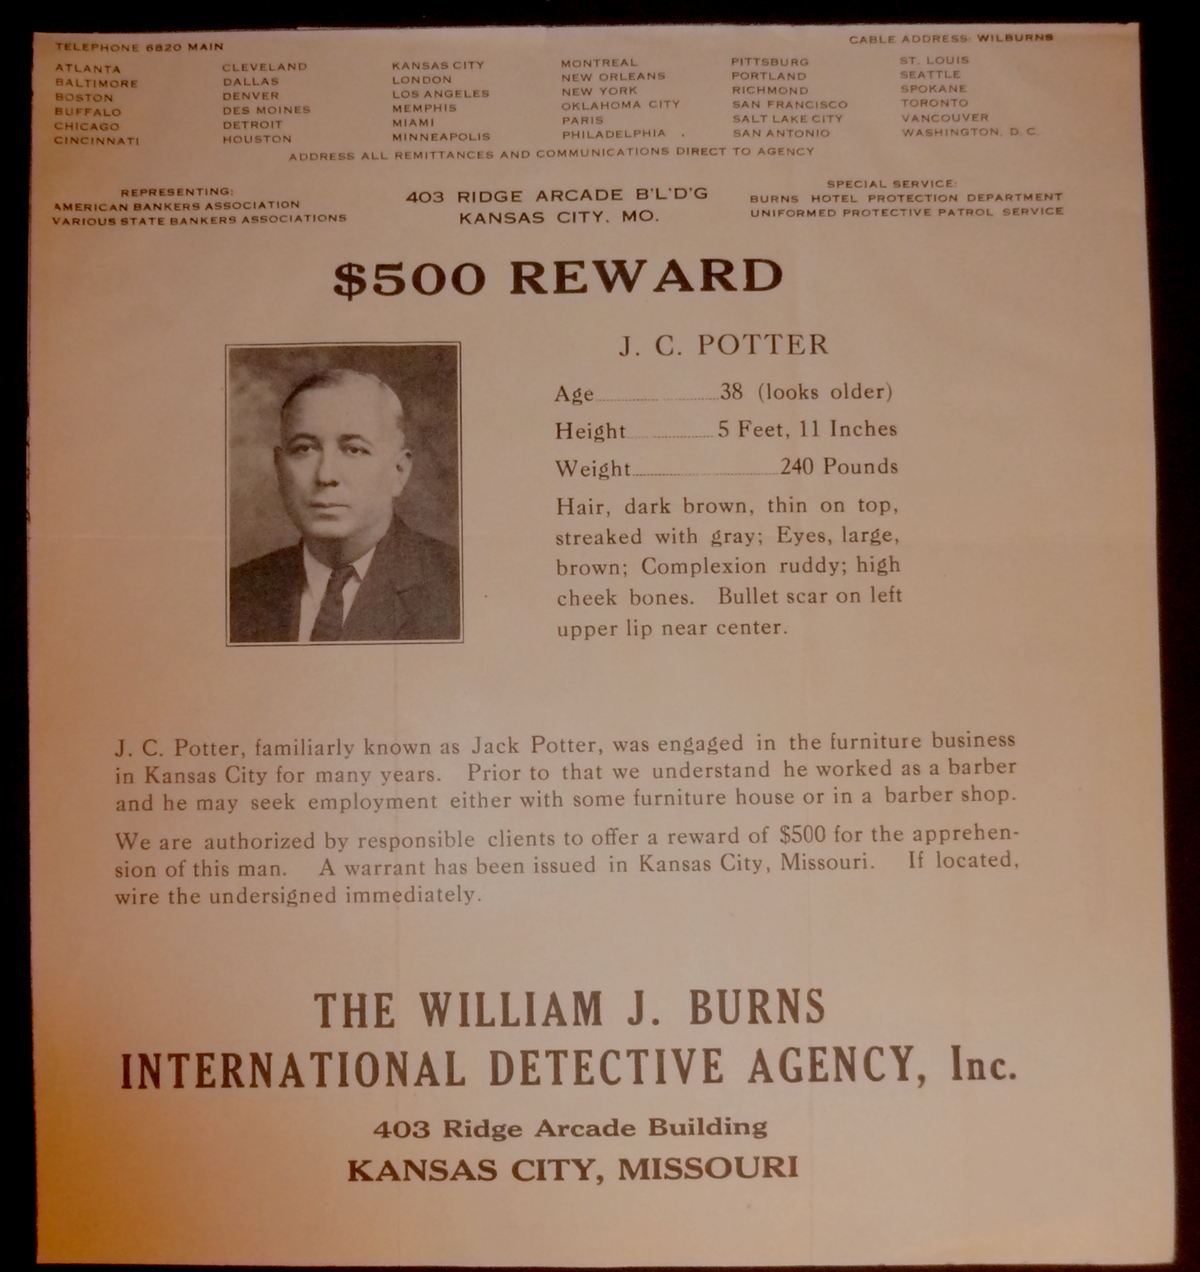 TELEPHONE 6820 MAIN
CABLE ADDRESS: WILBURNS
ATLANTA
BALTIMORE
BOSTON
BUFFALO
CHICAGO
CINCINNATI
CLEVELAND
DALLAS
DENVER
DES MOINES
DETROIT
HOUSTON
KANSAS CITY
LONDON
LOS ANGELES
MEMPHIS
MIAMI
MINNEAPOLIS
MONTREAL
NEW ORLEANS
NEW YORK
OKLAHOMA CITY
PARIS
PHILADELPHIA
PITTSBURG
PORTLAND
RICHMOND
SAN FRANCISCO
SALT LAKE CITY
SAN ANTONIO
ST. LOUIS
SEATTLE
SPOKANE
TORONTO
VANCOUVER
WASHINGTON, D. C.
ADDRESS ALL REMITTANCES AND COMMUNICATIONS DIRECT TO AGENCY
REPRESENTING:
AMERICAN BANKERS ASSOCIATION
VARIOUS STATE BANKERS ASSOCIATIONS
403 RIDGE ARCADE B'L'D'G
KANSAS CITY, MO.
SPECIAL SERVICE:
BURNS HOTEL PROTECTION DEPARTMENT
UNIFORMED PROTECTIVE PATROL SERVICE
$500 REWARD
J. C. POTTER
Age 38 (looks older)
Height 5 Feet, 11 Inches
Weight 240 Pounds
Hair, dark brown, thin on top,
streaked with gray; Eyes, large,
brown; Complexion ruddy; high
cheek bones. Bullet scar on left
upper lip near center.
J. C. Potter, familiarly known as Jack Potter, was engaged in the furniture business
in Kansas City for many years. Prior to that we understand he worked as a barber
and he may seek employment either with some furniture house or in a barber shop.
We are authorized by responsible clients to offer a reward of $500 for the apprehen-
sion of this man. A warrant has been issued in Kansas City, Missouri. If located,
wire the undersigned immediately.
THE WILLIAM J. BURNS
INTERNATIONAL DETECTIVE AGENCY, Inc.
403 Ridge Arcade Building
KANSAS CITY, MISSOURI